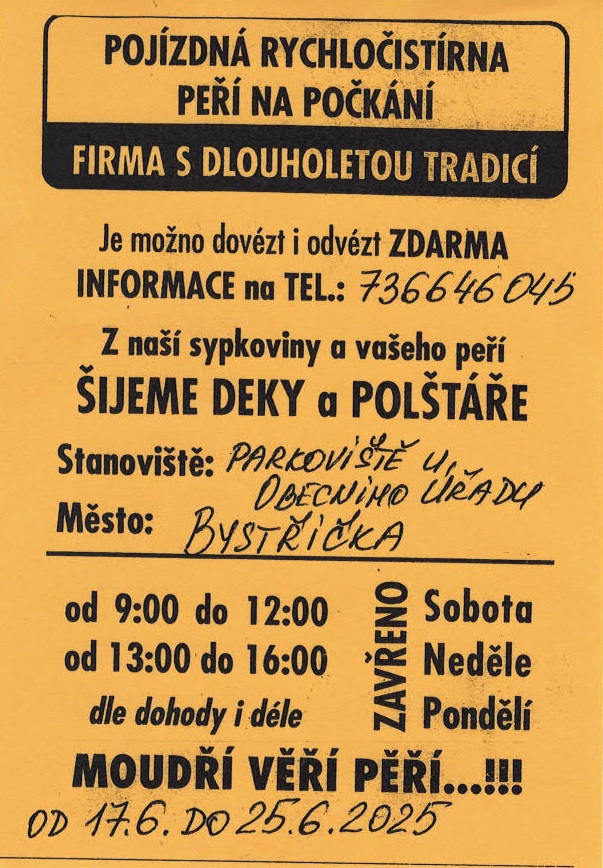 POJÍZDNÁ RYCHLOČISTÍRNA
PEŘÍ NA POČKÁNÍ
FIRMA S DLOUHOLETOU TRADICÍ
Je možno dovézt i odvézt ZDARMA
INFORMACE na TEL.: 736646045
Z naší sypkoviny a vašeho peří
ŠIJEME DEKY a POLŠTÁŘE
Stanoviště: PARKOVIŠTĚ U,
OBECNIHO ÚŘADU
Město: BYSTŘIČKA
od 9:00 do 12:00
od 13:00 do 16:00
dle dohody i déle
ZAVŘENO
Sobota
Neděle
Pondělí
MOUDŘÍ VĚŘÍ PĚŘÍ...!!!
OD 17.6. DO 25.6.2025